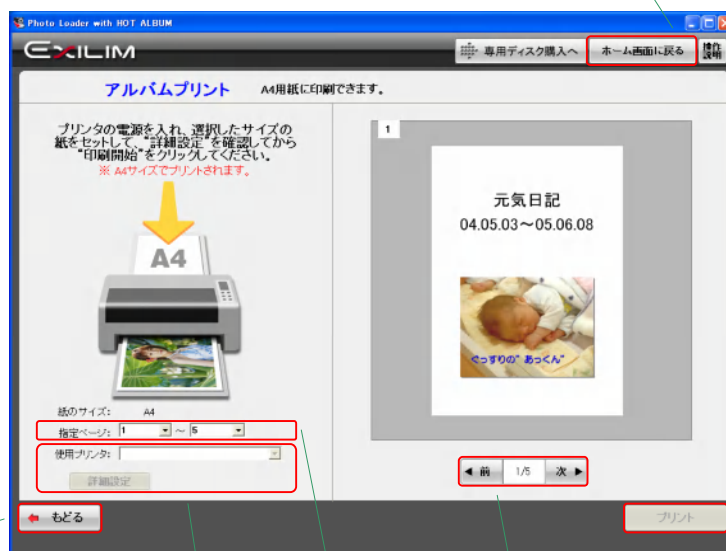 Photo Loader with HOT ALBUM
EXILIM
専用ディスク購入へ
ホーム画面に戻る
操作
説明
アルバムプリント
A4用紙に印刷できます。
プリンタの電源を入れ、選択したサイズの
紙をセットして、"詳細設定"を確認してから
"印刷開始"をクリックしてください。
※ A4サイズでプリントされます。
A4
紙のサイズ: A4
指定ページ: 1 ～ 5
使用プリンタ:
詳細設定
1
元気日記
04.05.03～05.06.08
ぐっすりの" あっくん"
前 1/5 次
もどる
プリント